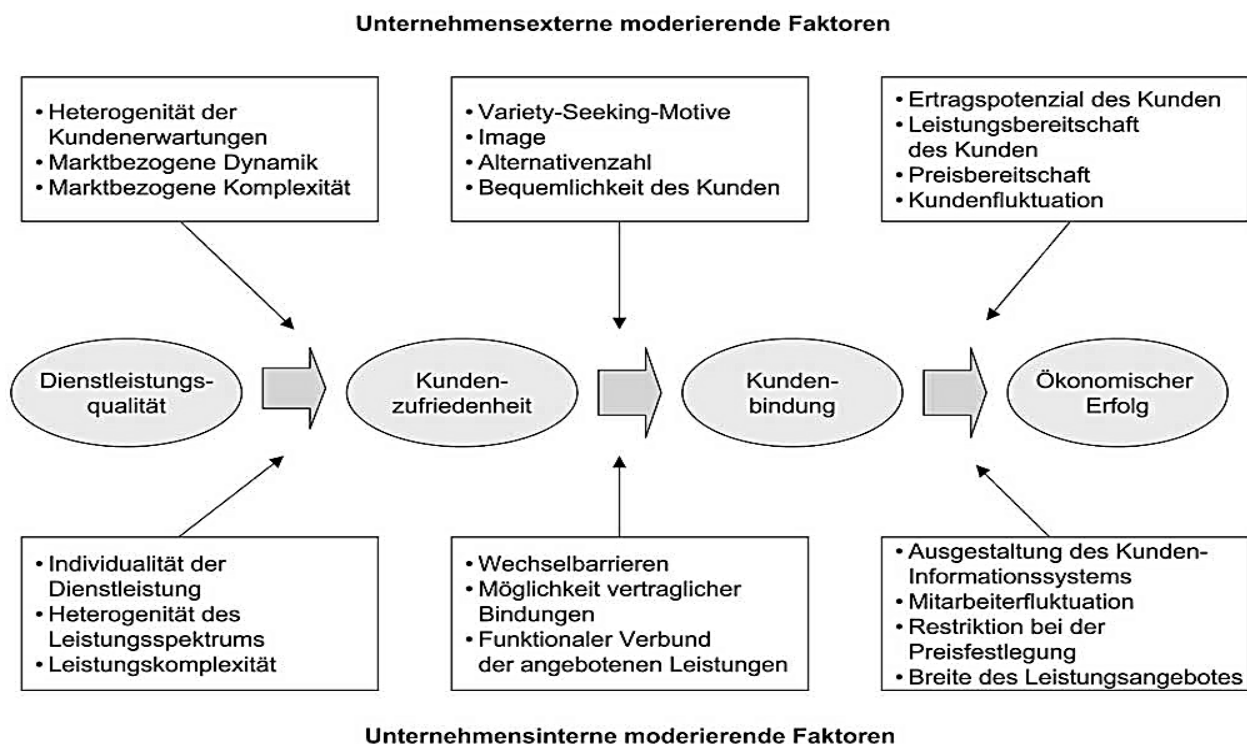 Unternehmensexterne moderierende Faktoren
• Heterogenität der
Kundenerwartungen
• Marktbezogene Dynamik
• Marktbezogene Komplexität
• Variety-Seeking-Motive
• Image
• Alternativenzahl
• Bequemlichkeit des Kunden
• Ertragspotenzial des Kunden
• Leistungsbereitschaft
des Kunden
• Preisbereitschaft
• Kundenfluktuation
Dienstleistungs-
qualität
Kunden-
zufriedenheit
Kunden-
bindung
Ökonomischer
Erfolg
• Individualität der
Dienstleistung
• Heterogenität des
Leistungsspektrums
• Leistungskomplexität
• Wechselbarrieren
• Möglichkeit vertraglicher
Bindungen
• Funktionaler Verbund
der angebotenen Leistungen
• Ausgestaltung des Kunden-
Informationssystems
• Mitarbeiterfluktuation
• Restriktion bei der
Preisfestlegung
• Breite des Leistungsangebotes
Unternehmensinterne moderierende Faktoren